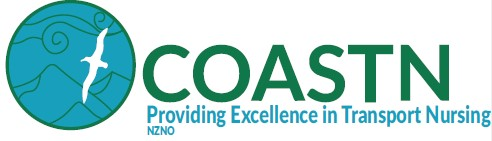 COASTN
Providing Excellence in Transport Nursing
NZNO